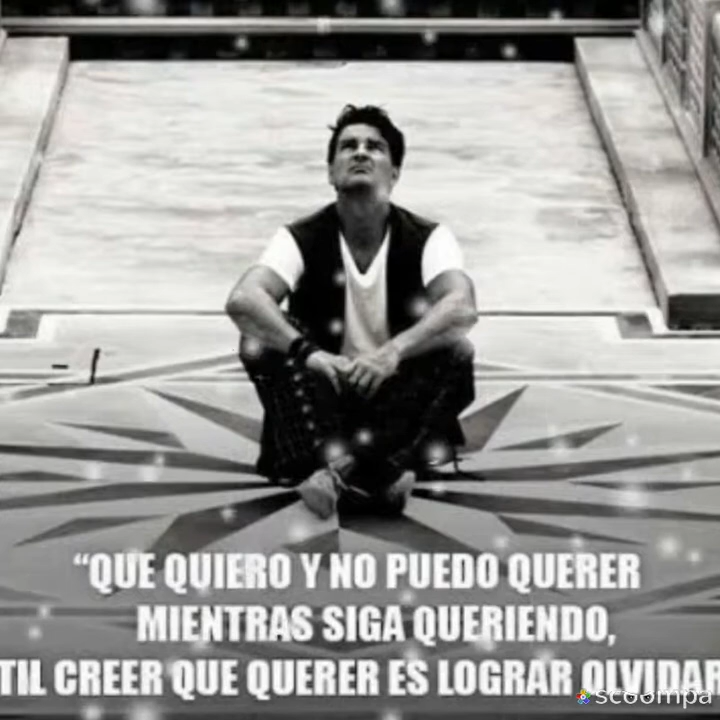 “QUE QUIERO Y NO PUEDO QUERER
MIENTRAS SIGA QUERIENDO,
TIL CREER QUE QUERER ES LOGRAR OLVIDAR
scoompa